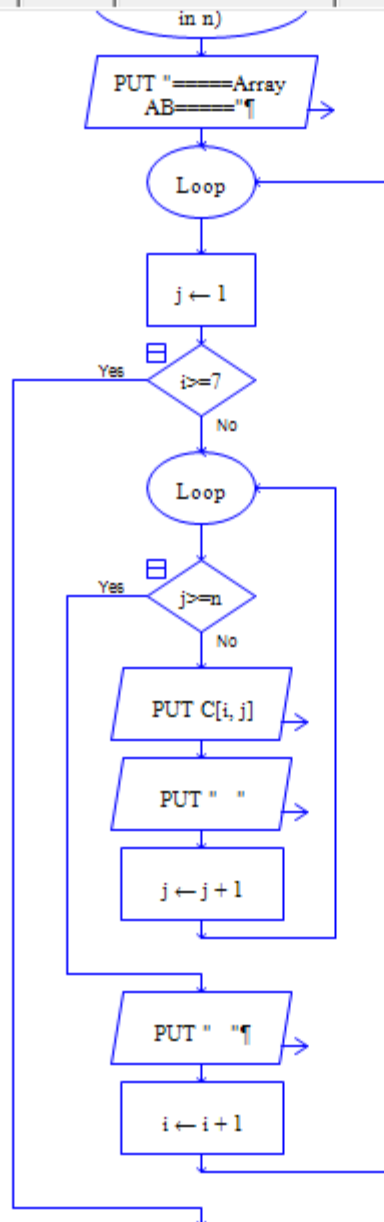 in n)
PUT "=====Array
AB====="¶
Loop
j ← 1
Yes
i>=7
No
Loop
Yes
j>=n
No
PUT C[i, j]
PUT "   "
j ← j + 1
PUT "   "¶
i ← i + 1